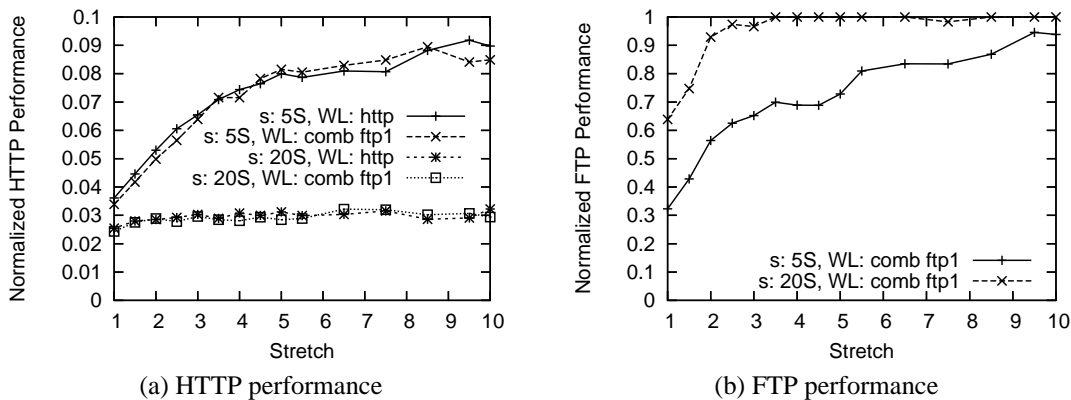 0.1
0.09
0.08
0.07
0.06
0.05
0.04
0.03
0.02
0.01
0
Normalized HTTP Performance
s: 5S, WL: http
s: 5S, WL: comb ftp1
s: 20S, WL: http
s: 20S, WL: comb ftp1
1 2 3 4 5 6 7 8 9 10
Stretch
(a) HTTP performance
1
0.9
0.8
0.7
0.6
0.5
0.4
0.3
0.2
0.1
0
Normalized FTP Performance
s: 5S, WL: comb ftp1
s: 20S, WL: comb ftp1
1 2 3 4 5 6 7 8 9 10
Stretch
(b) FTP performance